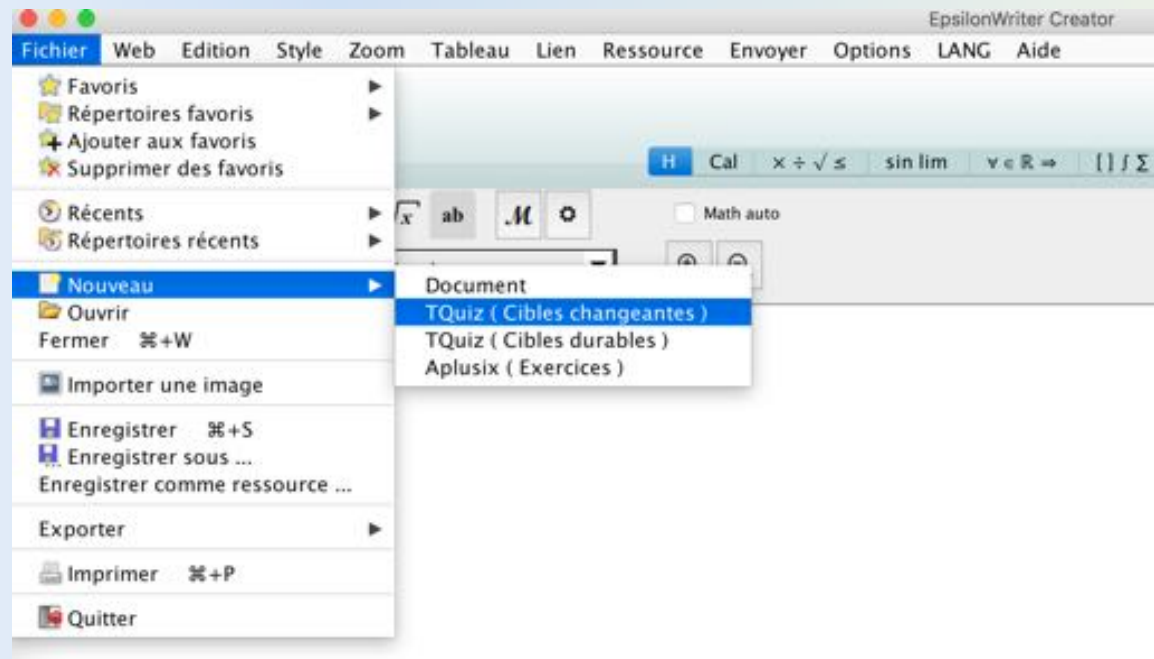 EpsilonWriter Creator
Fichier Web Edition Style Zoom Tableau Lien Ressource Envoyer Options LANG Aide
Favoris
Répertoires favoris
Ajouter aux favoris
Supprimer des favoris
H Cal × ÷ √ ≤ sin lim ∀ ∈ ℝ ⇒ [ ] ∫ Σ
Récents
Répertoires récents
x ab M Math auto
Nouveau
Ouvrir
Fermer ⌘+W
Document
TQuiz ( Cibles changeantes )
TQuiz ( Cibles durables )
Aplusix ( Exercices )
Importer une image
Enregistrer ⌘+S
Enregistrer sous ...
Enregistrer comme ressource ...
Exporter
Imprimer ⌘+P
Quitter